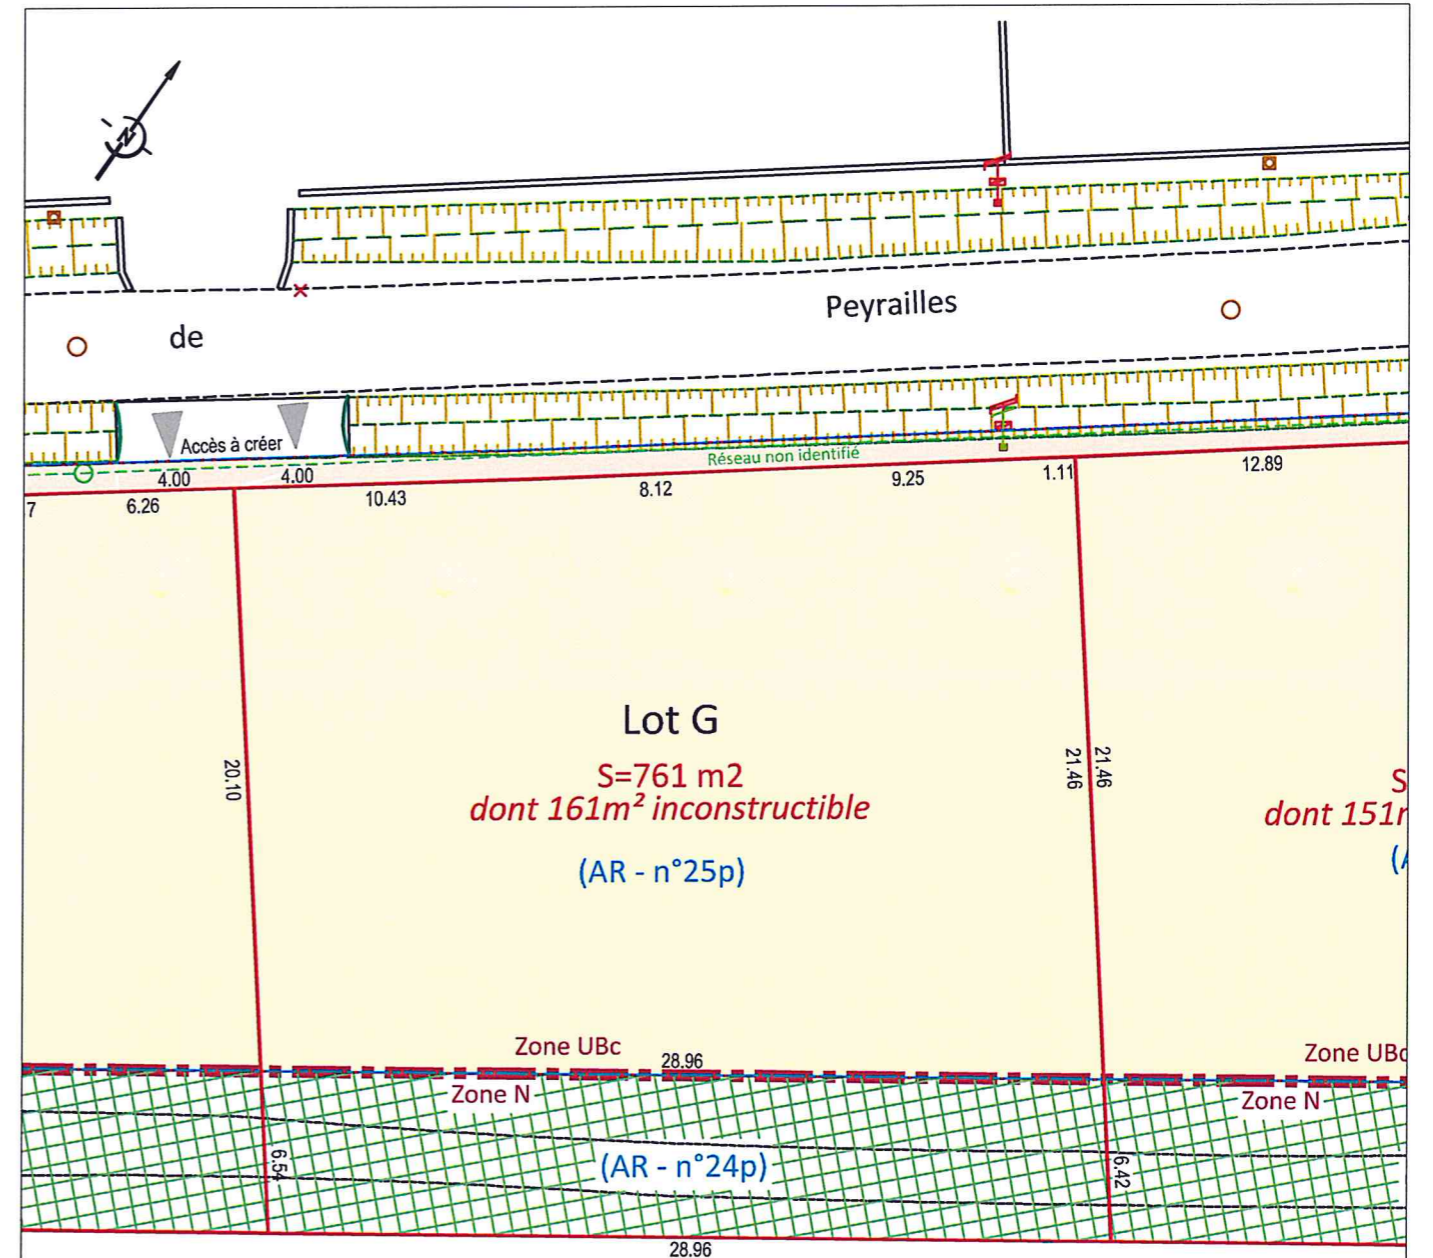 N
Peyrailles
de
Accès à créer
Réseau non identifié
4.00
4.00
7
6.26
10.43
8.12
9.25
1.11
12.89
Lot G
S=761 m2
dont 161m² inconstructible
(AR - n°25p)
20.10
21.46
21.46
S
dont 151m
(A
Zone UBc
28.96
Zone UBc
Zone N
Zone N
6.54
(AR - n°24p)
6.42
28.96